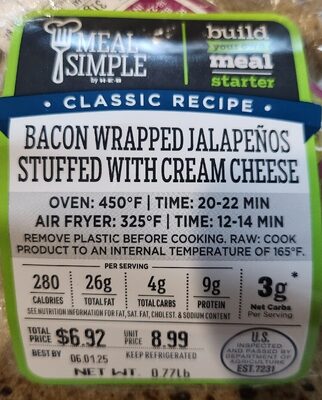 MEAL
SIMPLE
by H-E-B
build
your own
meal
starter
• CLASSIC RECIPE •
BACON WRAPPED JALAPEÑOS
STUFFED WITH CREAM CHEESE
OVEN: 450°F | TIME: 20-22 MIN
AIR FRYER: 325°F | TIME: 12-14 MIN
REMOVE PLASTIC BEFORE COOKING. RAW: COOK
PRODUCT TO AN INTERNAL TEMPERATURE OF 165°F.
PER SERVING
280 26g 4g 9g 3g*
CALORIES TOTAL FAT TOTAL CARBS PROTEIN Net Carbs
Per Serving
SEE NUTRITION INFORMATION FOR FAT, SAT. FAT, CHOLEST. & SODIUM CONTENT
TOTAL PRICE $6.92 UNIT PRICE 8.99
BEST BY 06.01.25 KEEP REFRIGERATED
NET WT. 0.77lb
U.S.
INSPECTED
AND PASSED BY
DEPARTMENT OF
AGRICULTURE
EST.7231